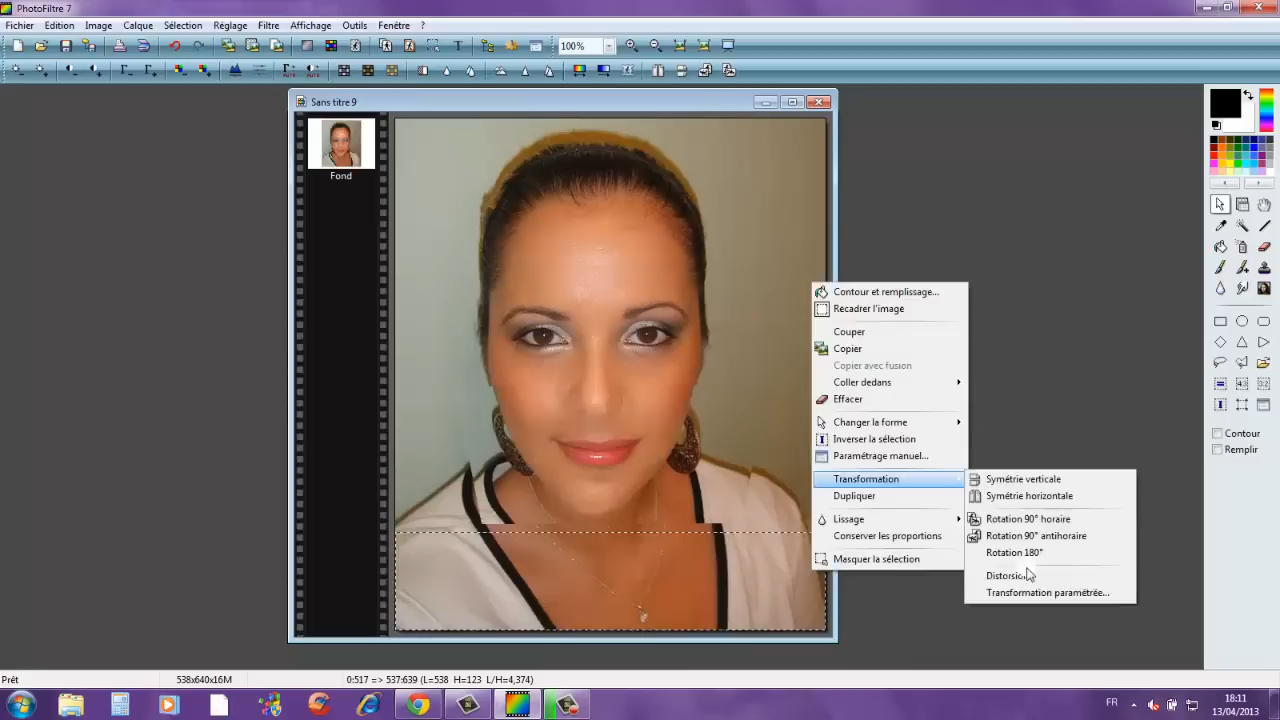 PhotoFiltre 7
Fichier Edition Image Calque Sélection Réglage Filtre Affichage Outils Fenêtre ?
100%
Sans titre 9
Fond
Contour et remplissage...
Recadrer l'image
Couper
Copier
Copier avec fusion
Coller dedans
Effacer
Changer la forme
Inverser la sélection
Paramétrage manuel...
Transformation
Dupliquer
Lissage
Conserver les proportions
Masquer la sélection
Symétrie verticale
Symétrie horizontale
Rotation 90° horaire
Rotation 90° antihoraire
Rotation 180°
Distorsion
Transformation paramétrée...
Contour
Remplir
Prêt 538x640x16M 0:517 => 537:639 (L=538 H=123 L/H=4,374)
FR
18:11
13/04/2013